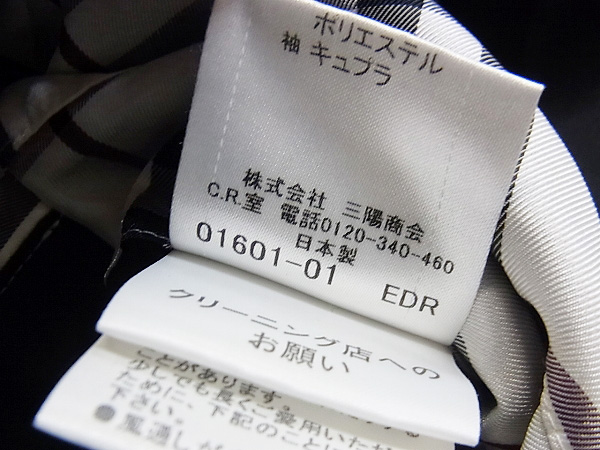 ポリエステル
袖 キュプラ
株式会社 三陽商会
C.R.室 電話0120-340-460
日本製
01601-01 EDR
クリーニング店への
お願い
ことがあります
少しでも長くご愛用いただ
ために、下記のことに
下さい。
●風通し